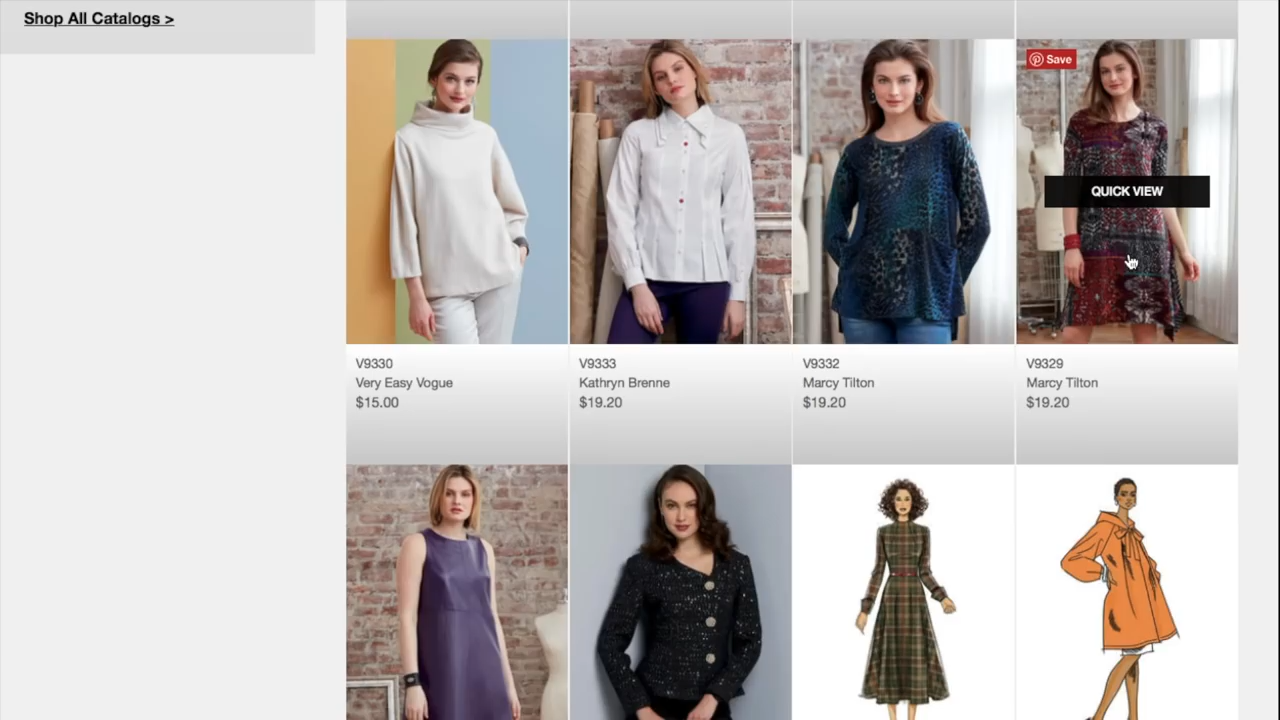 Shop All Catalogs >
Save
QUICK VIEW
V9330
Very Easy Vogue
$15.00
V9333
Kathryn Brenne
$19.20
V9332
Marcy Tilton
$19.20
V9329
Marcy Tilton
$19.20